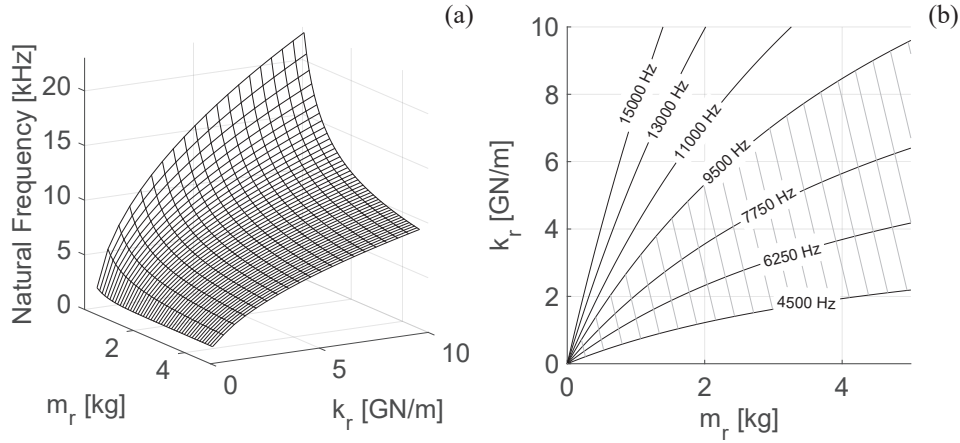 (a)
Natural Frequency [kHz]
20
15
10
5
0
2
4
m_r [kg]
0
5
10
k_r [GN/m]
(b)
k_r [GN/m]
10
8
6
4
2
0
15000 Hz
13000 Hz
11000 Hz
9500 Hz
7750 Hz
6250 Hz
4500 Hz
0
2
4
m_r [kg]